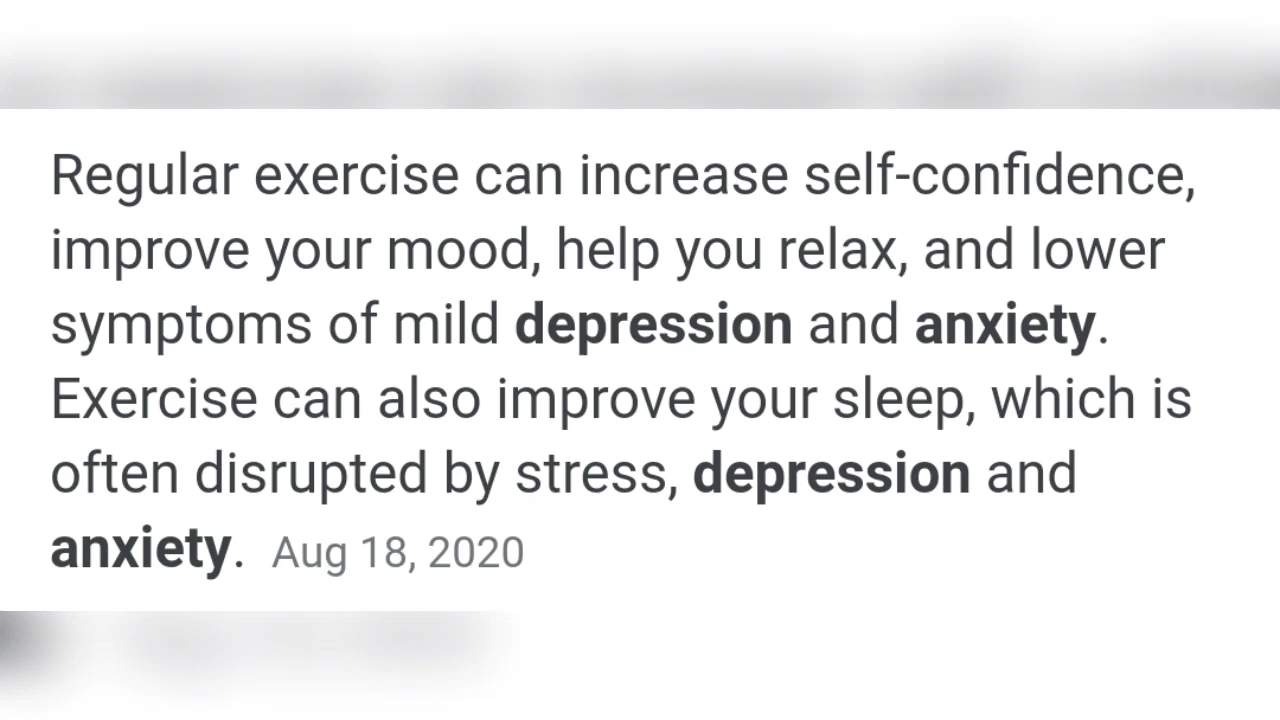 Regular exercise can increase self-confidence,
improve your mood, help you relax, and lower
symptoms of mild depression and anxiety.
Exercise can also improve your sleep, which is
often disrupted by stress, depression and
anxiety. Aug 18, 2020